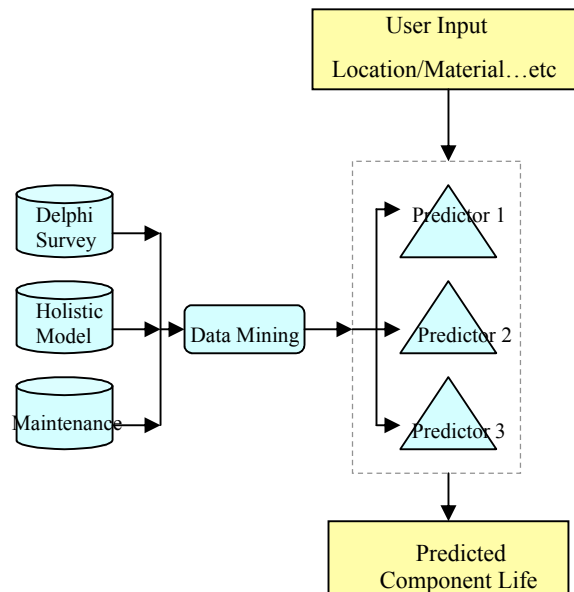 User Input
Location/Material…etc
Delphi
Survey
Holistic
Model
Maintenance
Data Mining
Predictor 1
Predictor 2
Predictor 3
Predicted
Component Life